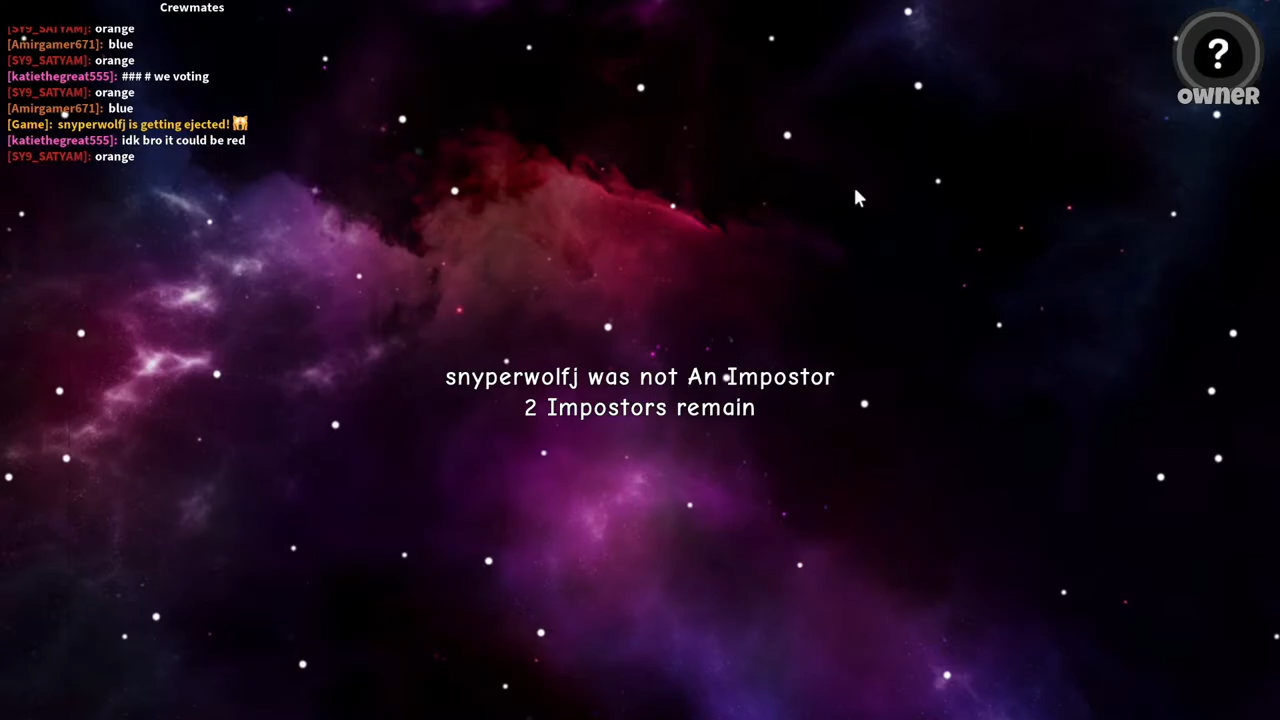 Crewmates
[SY9_SATYAM]: orange
[Amirgamer671]: blue
[SY9_SATYAM]: orange
[katiethegreat555]: ### # we voting
[SY9_SATYAM]: orange
[Amirgamer671]: blue
[Game]: snyperwolfj is getting ejected! 🙀
[katiethegreat555]: idk bro it could be red
[SY9_SATYAM]: orange
?
OWNER
snyperwolfj was not An Impostor
2 Impostors remain